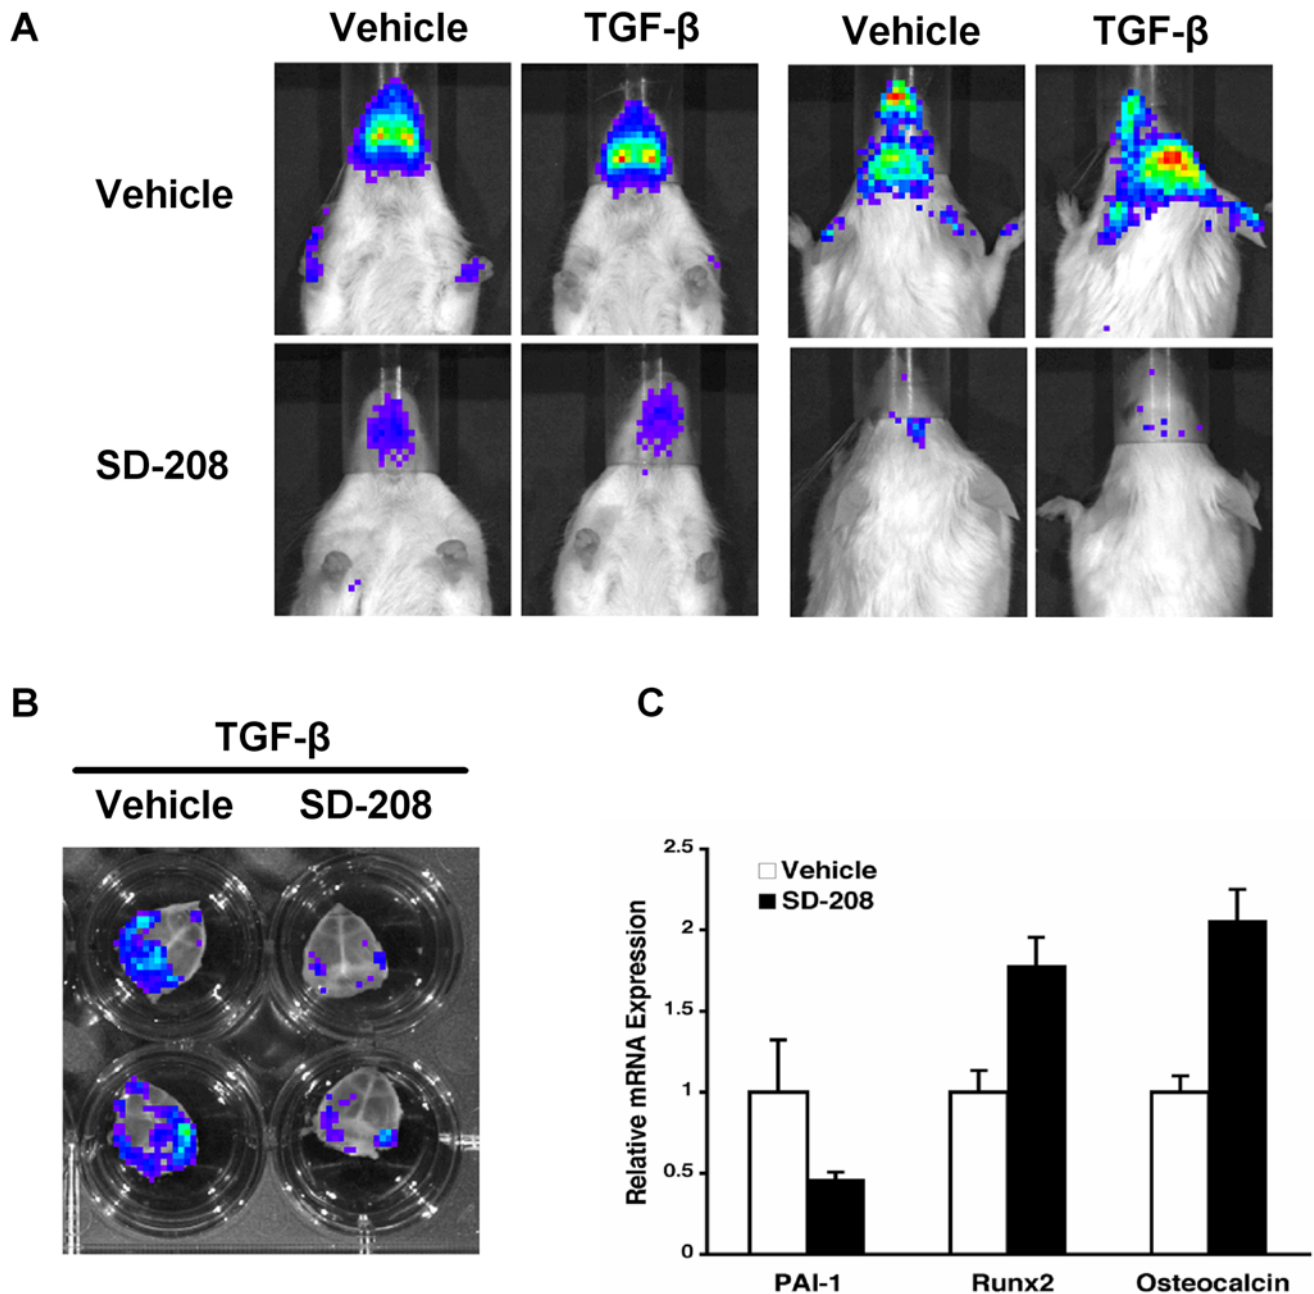 A
Vehicle TGF-β Vehicle TGF-β
Vehicle
SD-208
B
TGF-β
Vehicle SD-208
C
2.5
2
1.5
1
0.5
0
Relative mRNA Expression
Vehicle
SD-208
PAI-1 Runx2 Osteocalcin